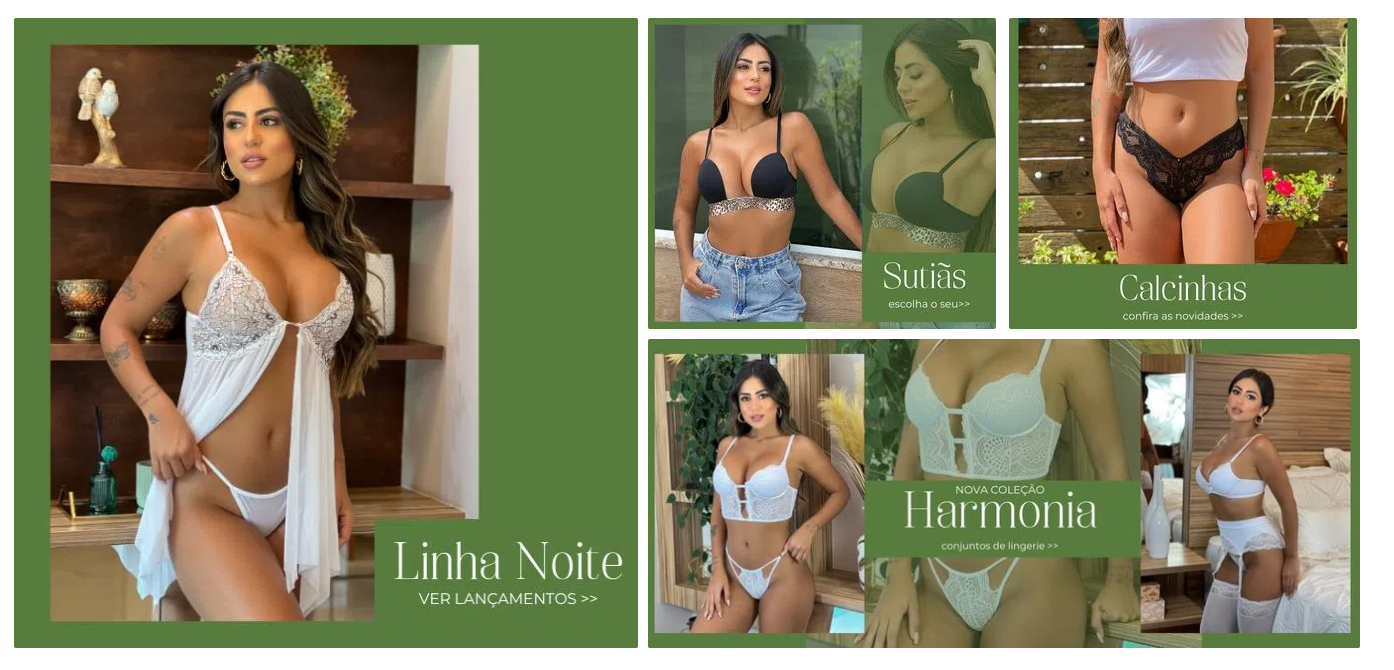 Linha Noite
VER LANÇAMENTOS >>
Sutiãs
escolha o seu>>
Calcinhas
confira as novidades >>
NOVA COLEÇÃO
Harmonia
conjuntos de lingerie >>